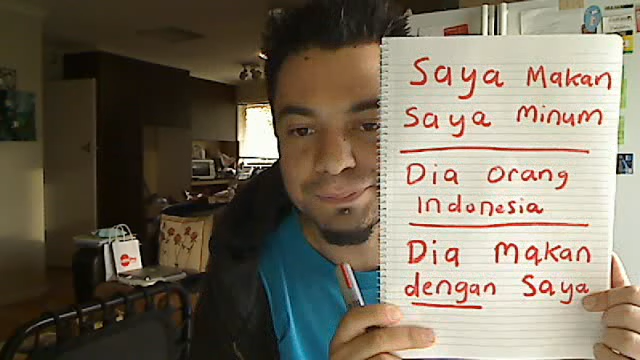 Saya Makan
Saya Minum
Dia orang
Indonesia
Dia Makan
dengan Saya